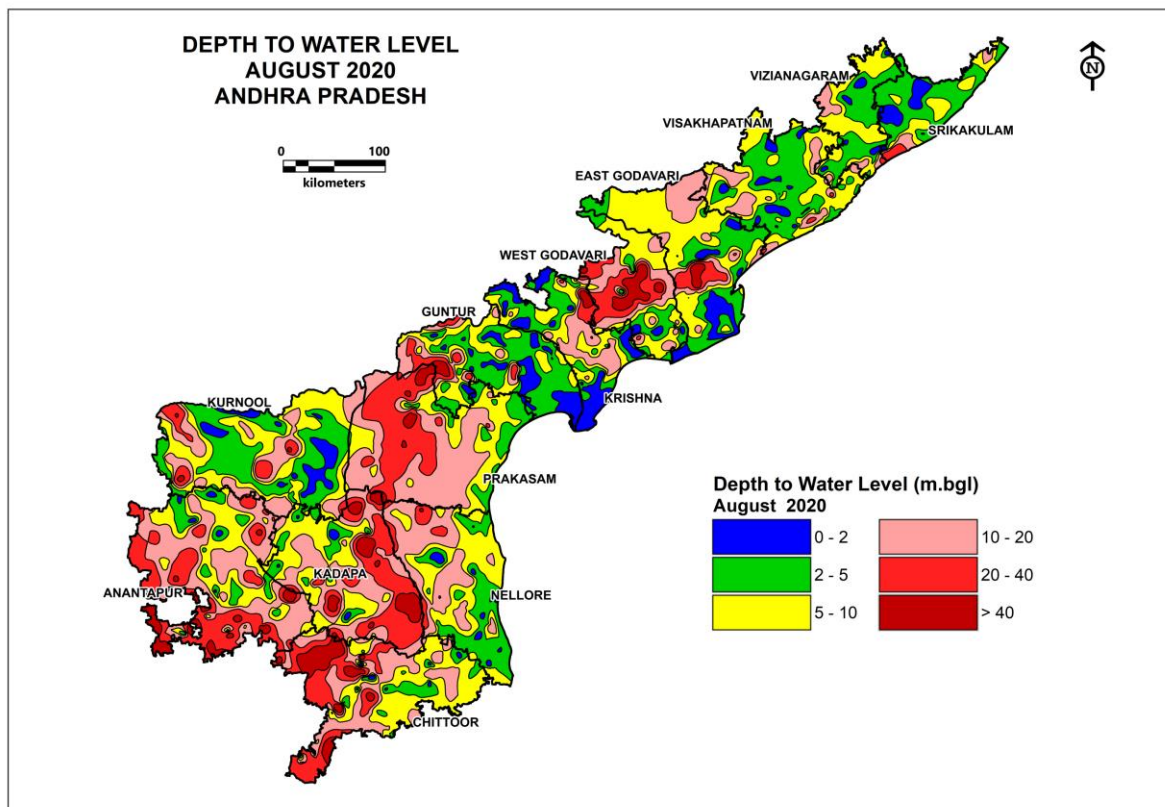 DEPTH TO WATER LEVEL
AUGUST 2020
ANDHRA PRADESH
0 100
kilometers
N
VIZIANAGARAM
VISAKHAPATNAM
SRIKAKULAM
EAST GODAVARI
WEST GODAVARI
GUNTUR
KRISHNA
KURNOOL
PRAKASAM
KADAPA
ANANTAPUR
NELLORE
CHITTOOR
Depth to Water Level (m.bgl)
August 2020
0 - 2
10 - 20
2 - 5
20 - 40
5 - 10
> 40